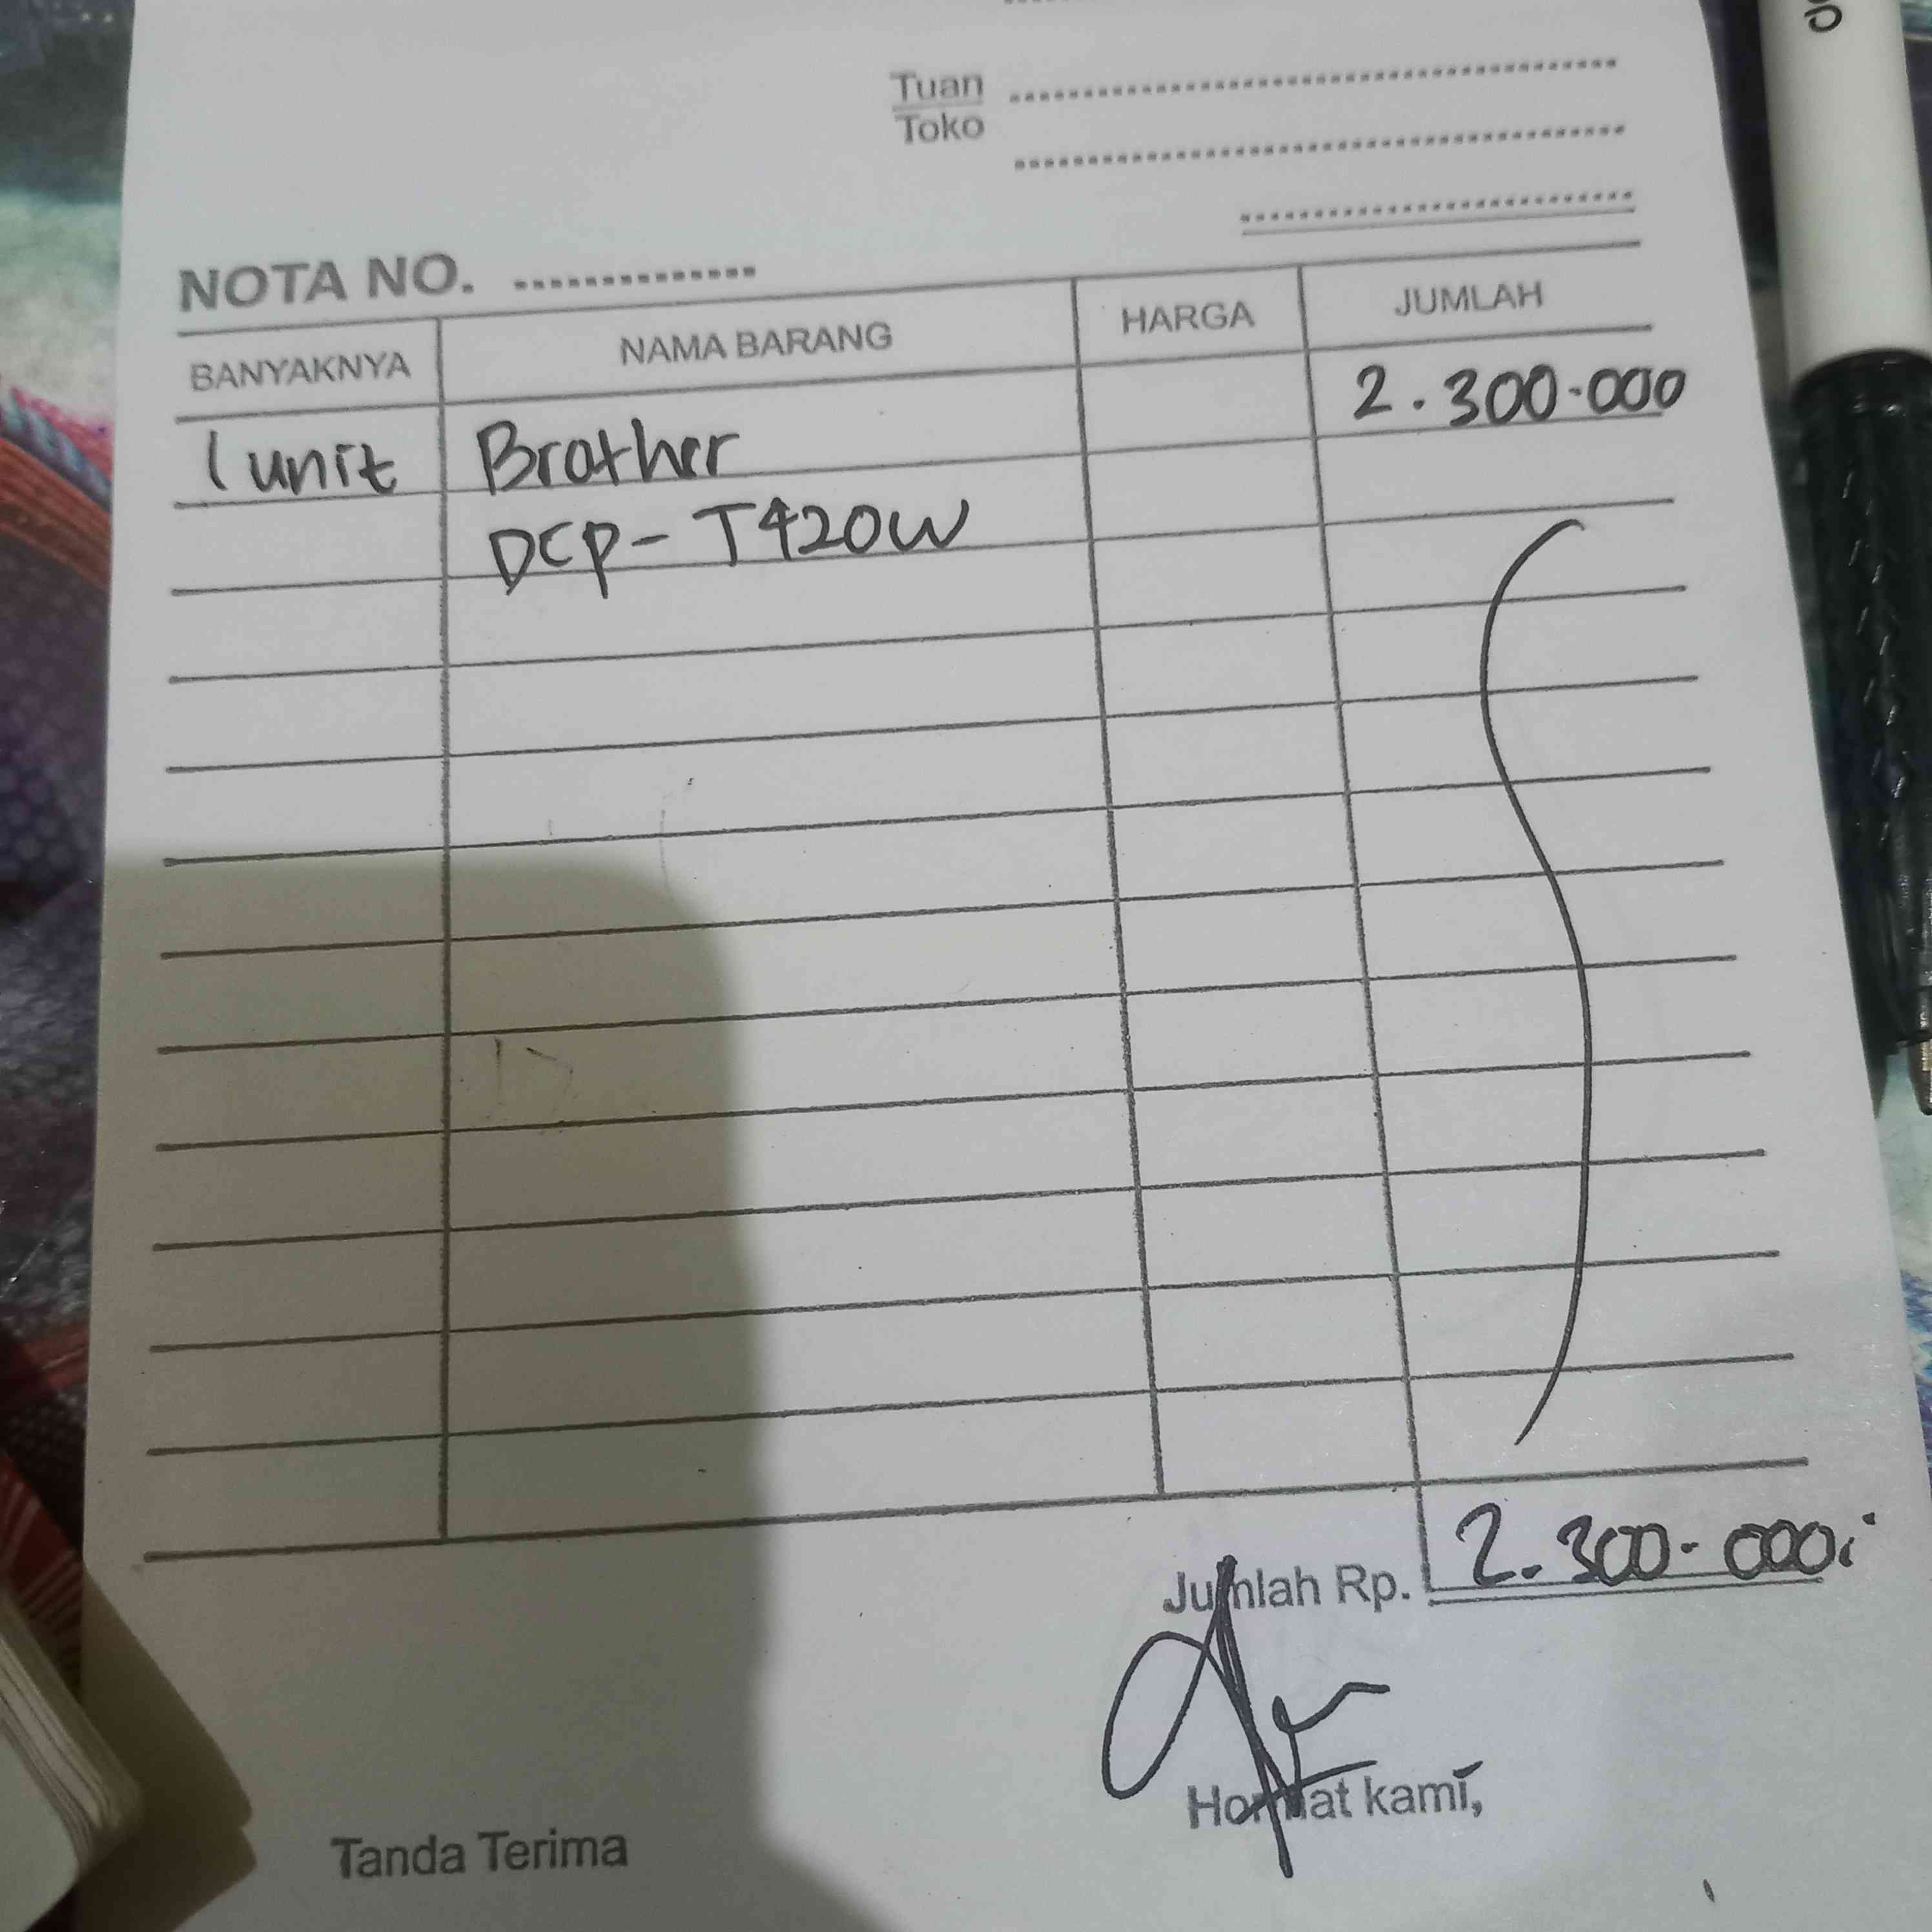 Tuan
Toko
NOTA NO.
BANYAKNYA NAMA BARANG HARGA JUMLAH
1 unit Brother 2.300.000
DCP-T420W
Jumlah Rp. 2.300.000
Hormat kami,
Tanda Terima